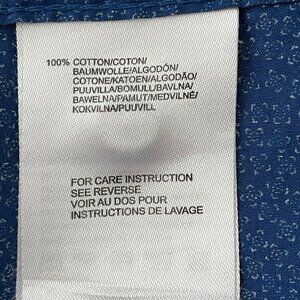 100% COTTON/COTON/
BAUMWOLLE/ALGODÓN/
COTONE/KATOEN/ALGODÃO/
PUUVILLA/BOMULL/BAVLNA/
BAWELNA/PAMUT/MEDVILNĖ/
KOKVILNA/PUUVILL
FOR CARE INSTRUCTION
SEE REVERSE
VOIR AU DOS POUR
INSTRUCTIONS DE LAVAGE